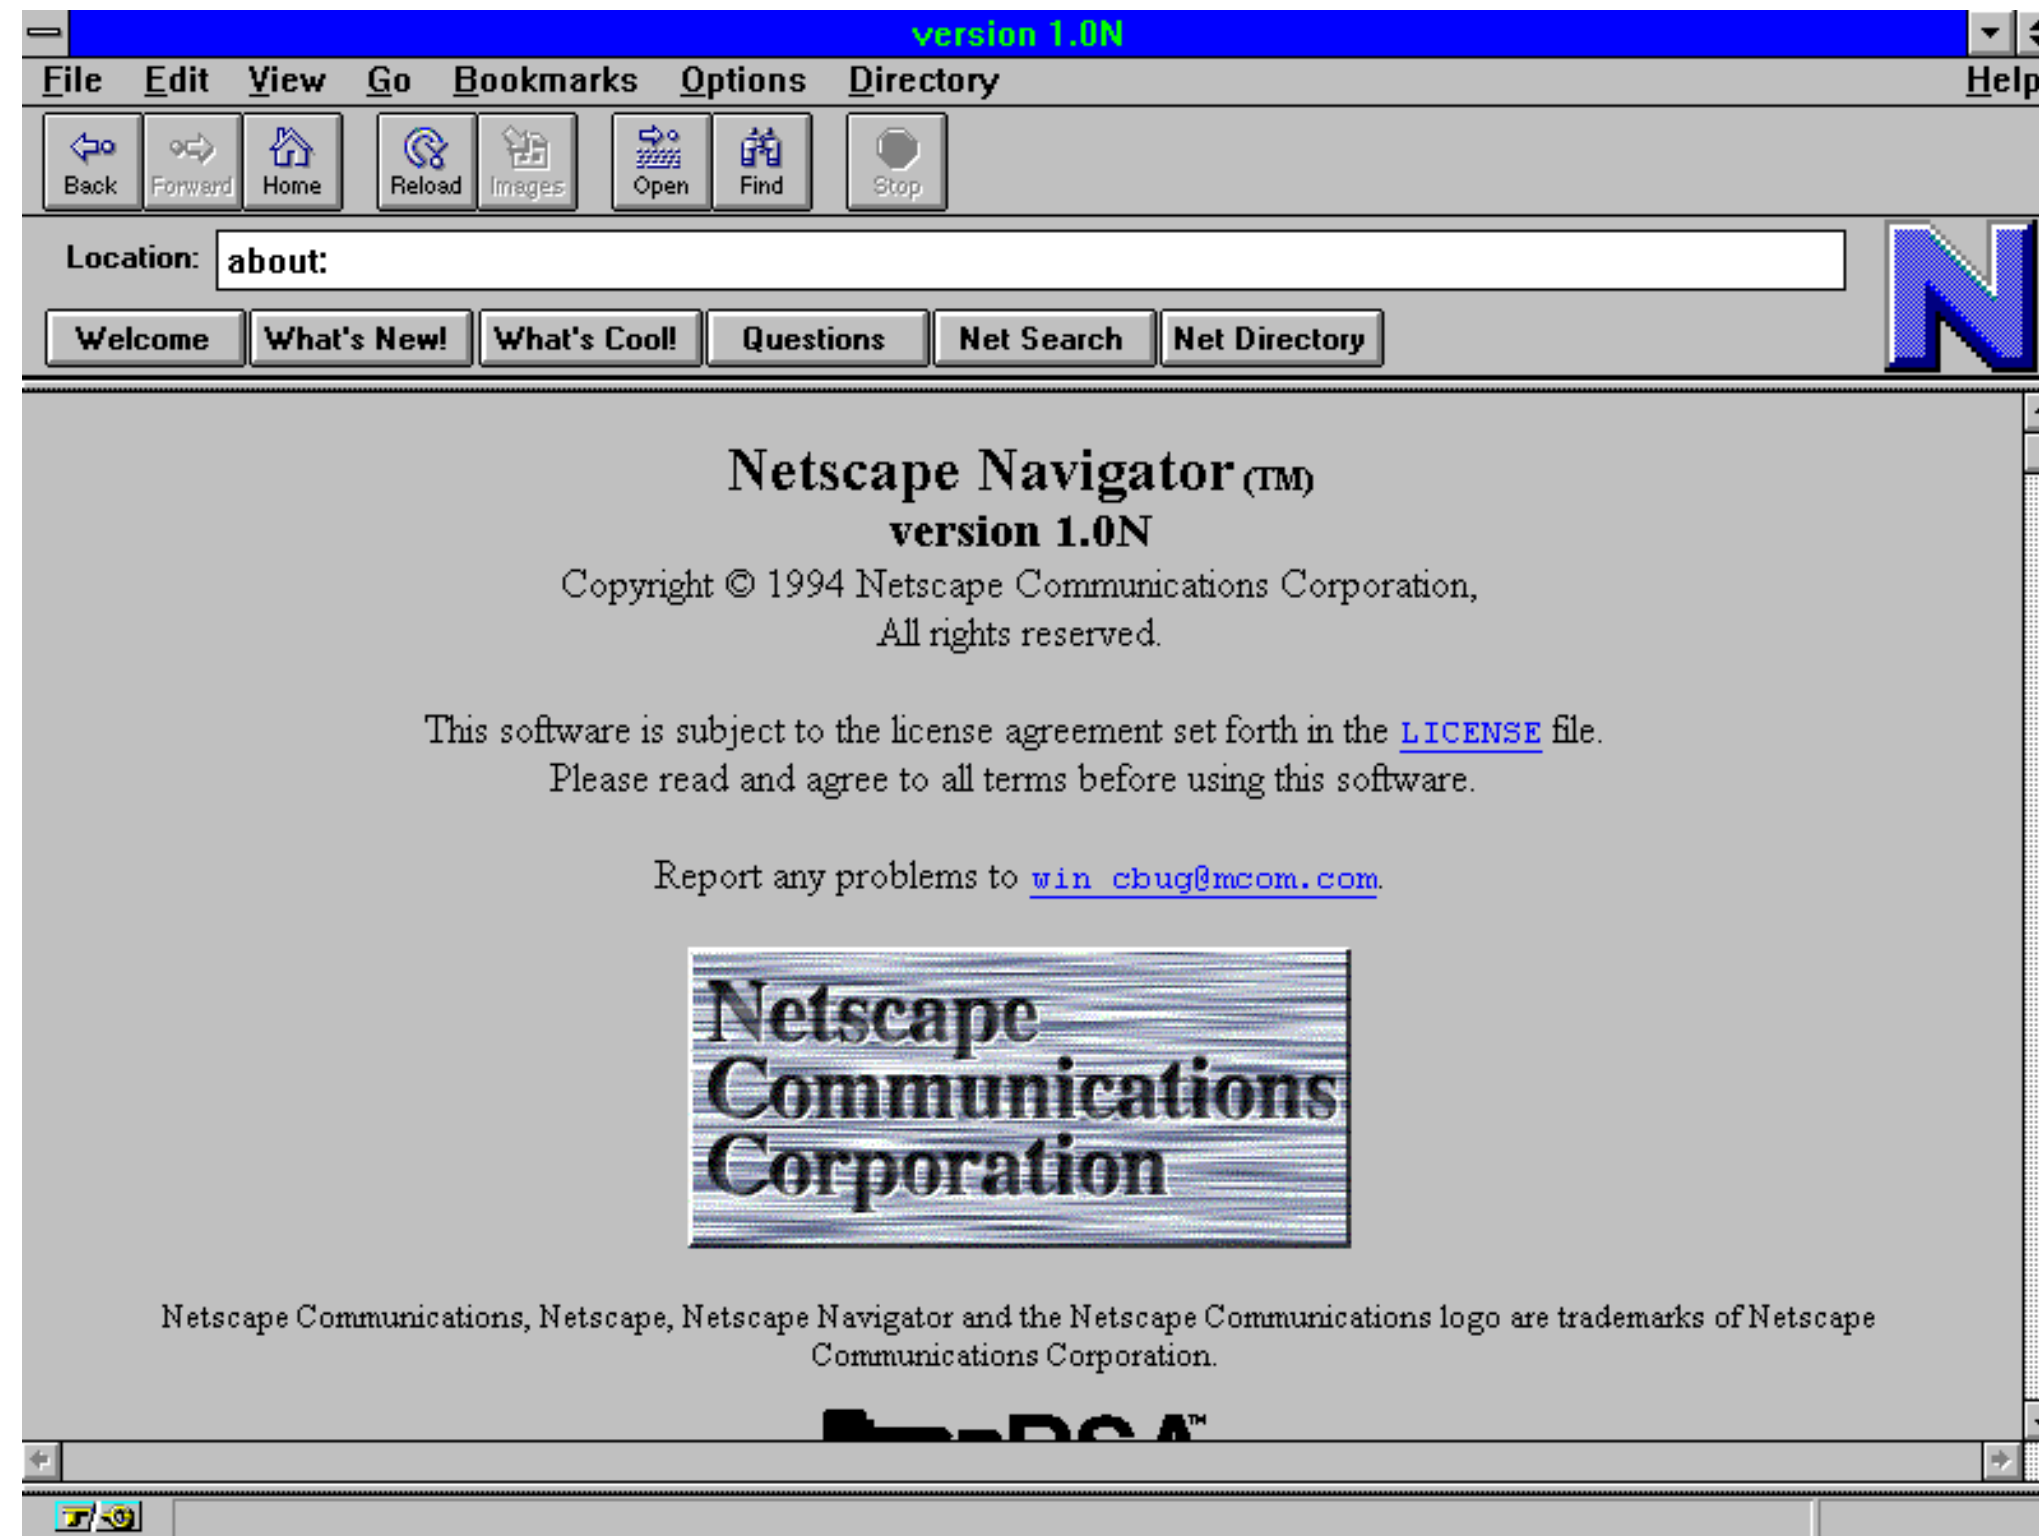 version 1.0N
File Edit View Go Bookmarks Options Directory Help
Back Forward Home Reload Images Open Find Stop
Location: about:
Welcome What's New! What's Cool! Questions Net Search Net Directory
Netscape Navigator (TM)
version 1.0N
Copyright © 1994 Netscape Communications Corporation,
All rights reserved.
This software is subject to the license agreement set forth in the LICENSE file.
Please read and agree to all terms before using this software.
Report any problems to win_cbug@mcom.com.
Netscape
Communications
Corporation
Netscape Communications, Netscape, Netscape Navigator and the Netscape Communications logo are trademarks of Netscape
Communications Corporation.
RSA™